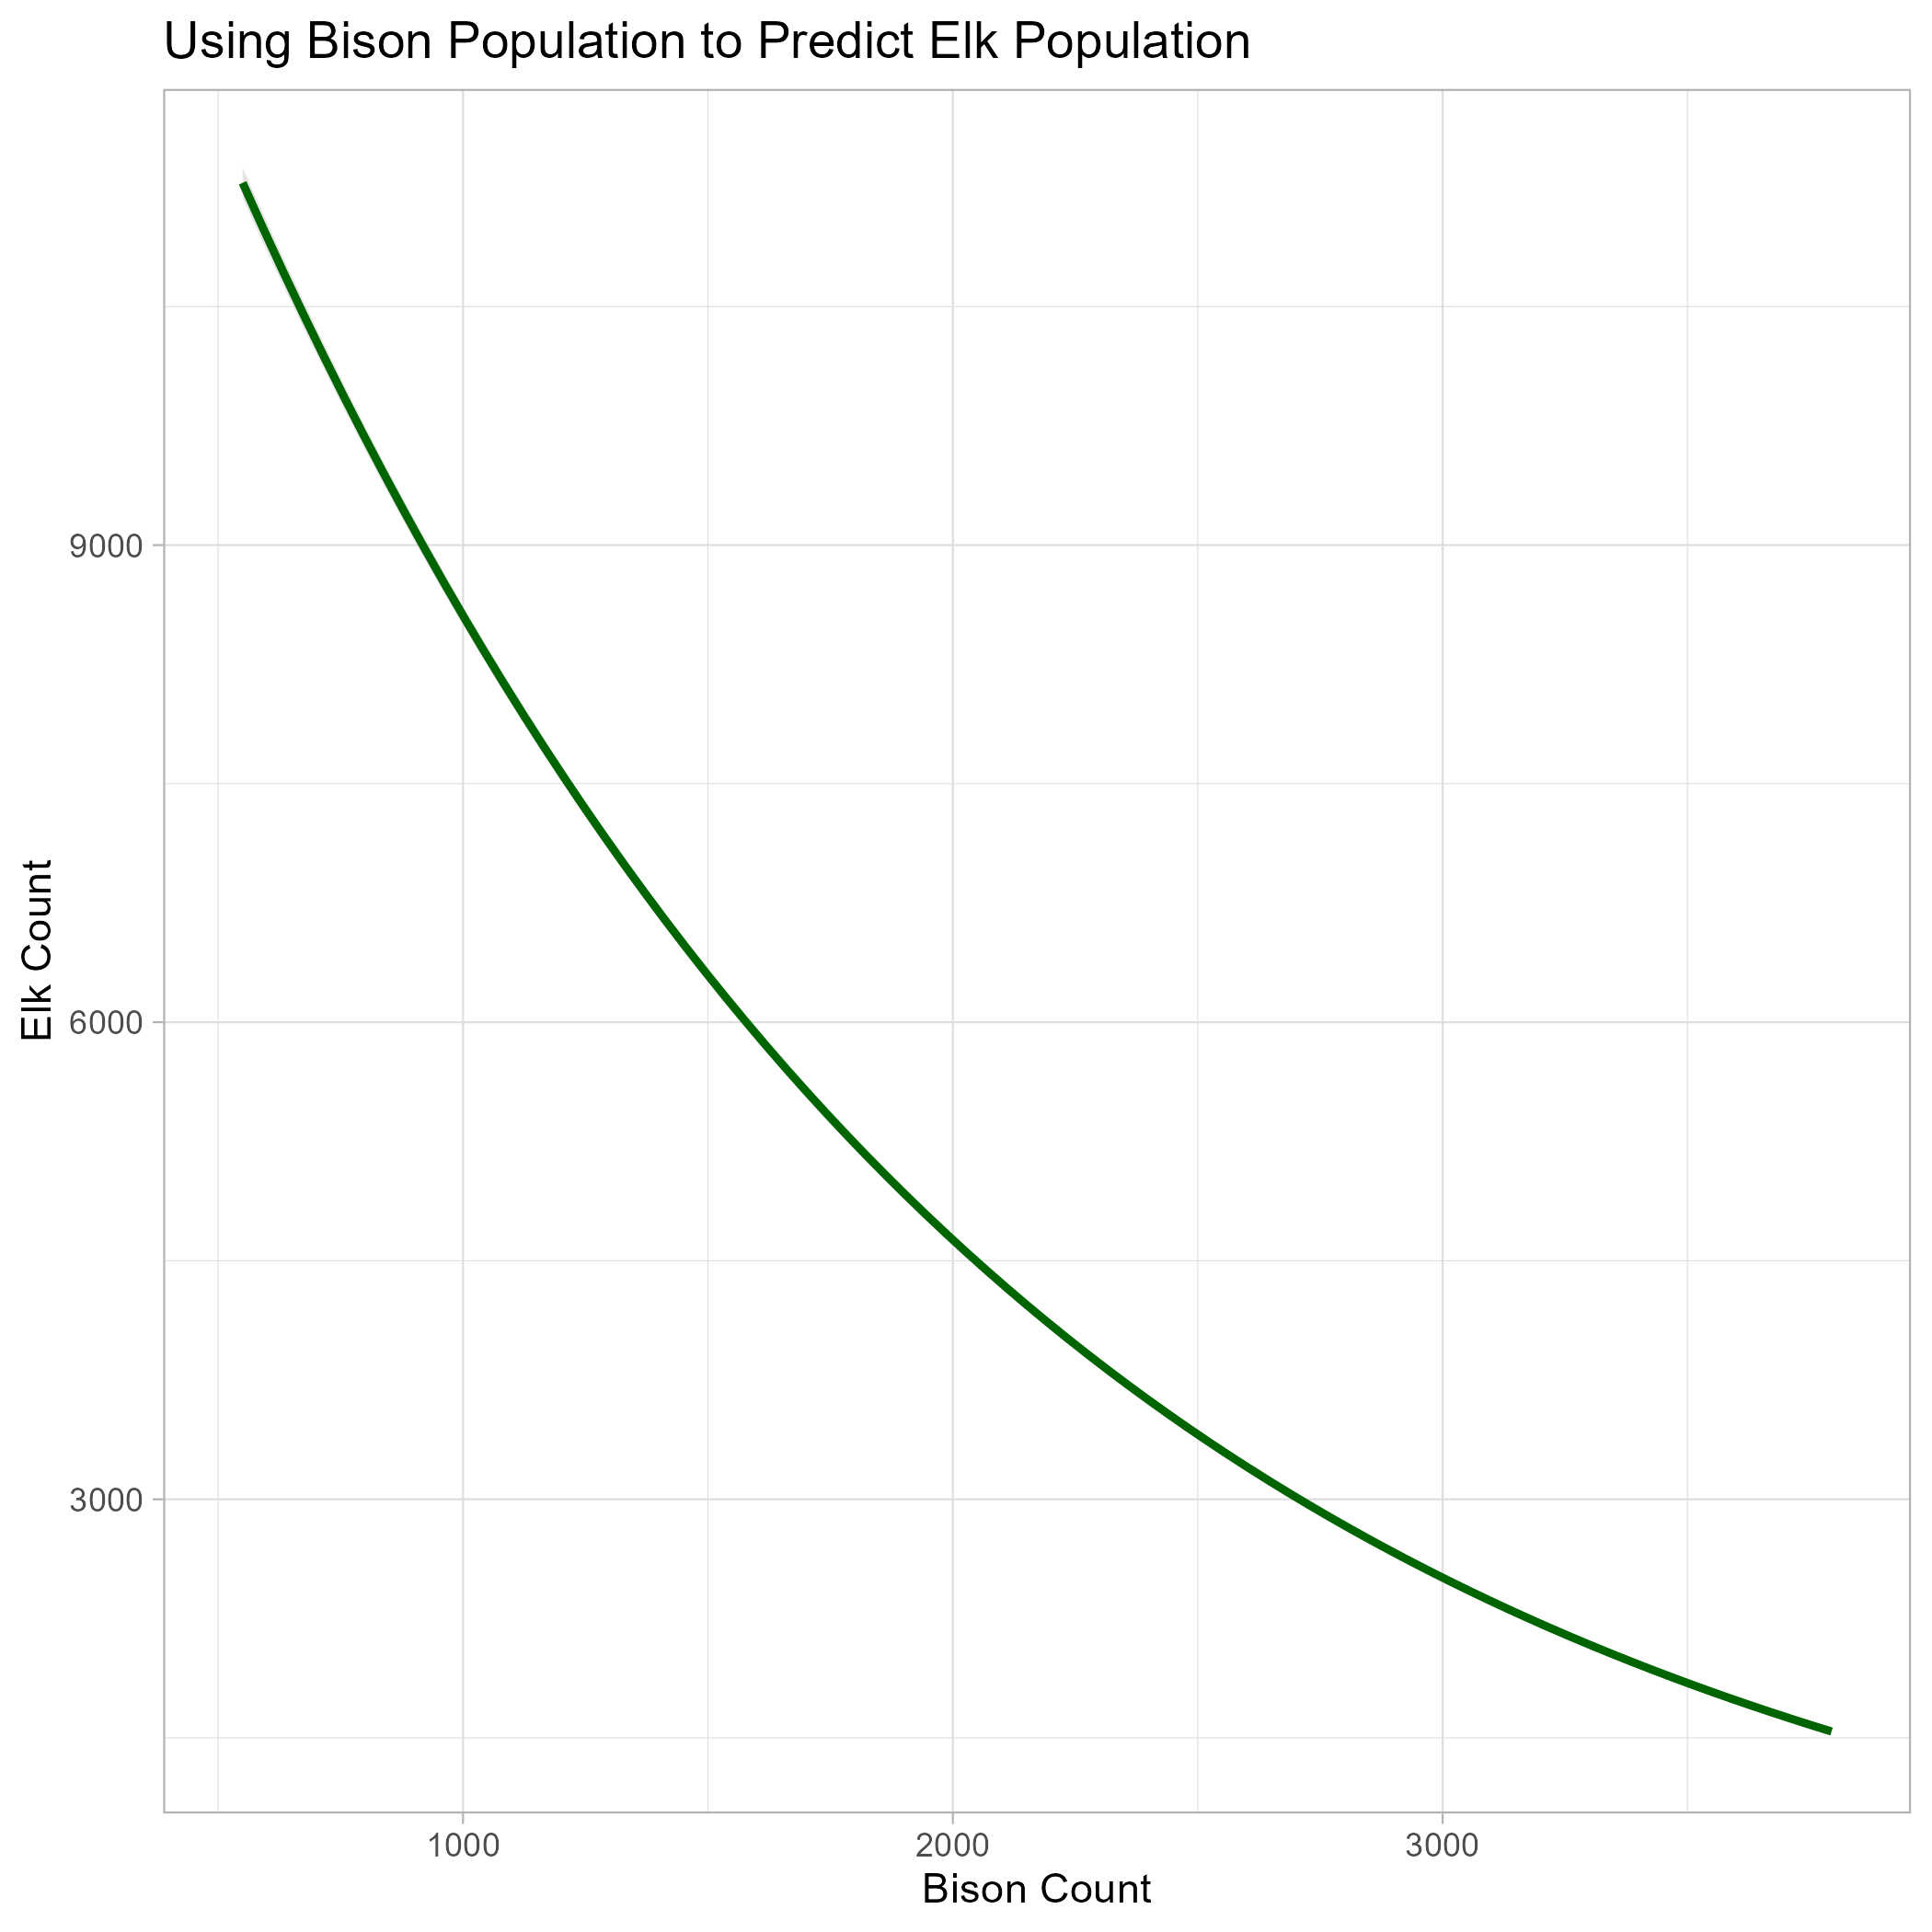 Using Bison Population to Predict Elk Population
Elk Count
9000
6000
3000
1000 2000 3000
Bison Count